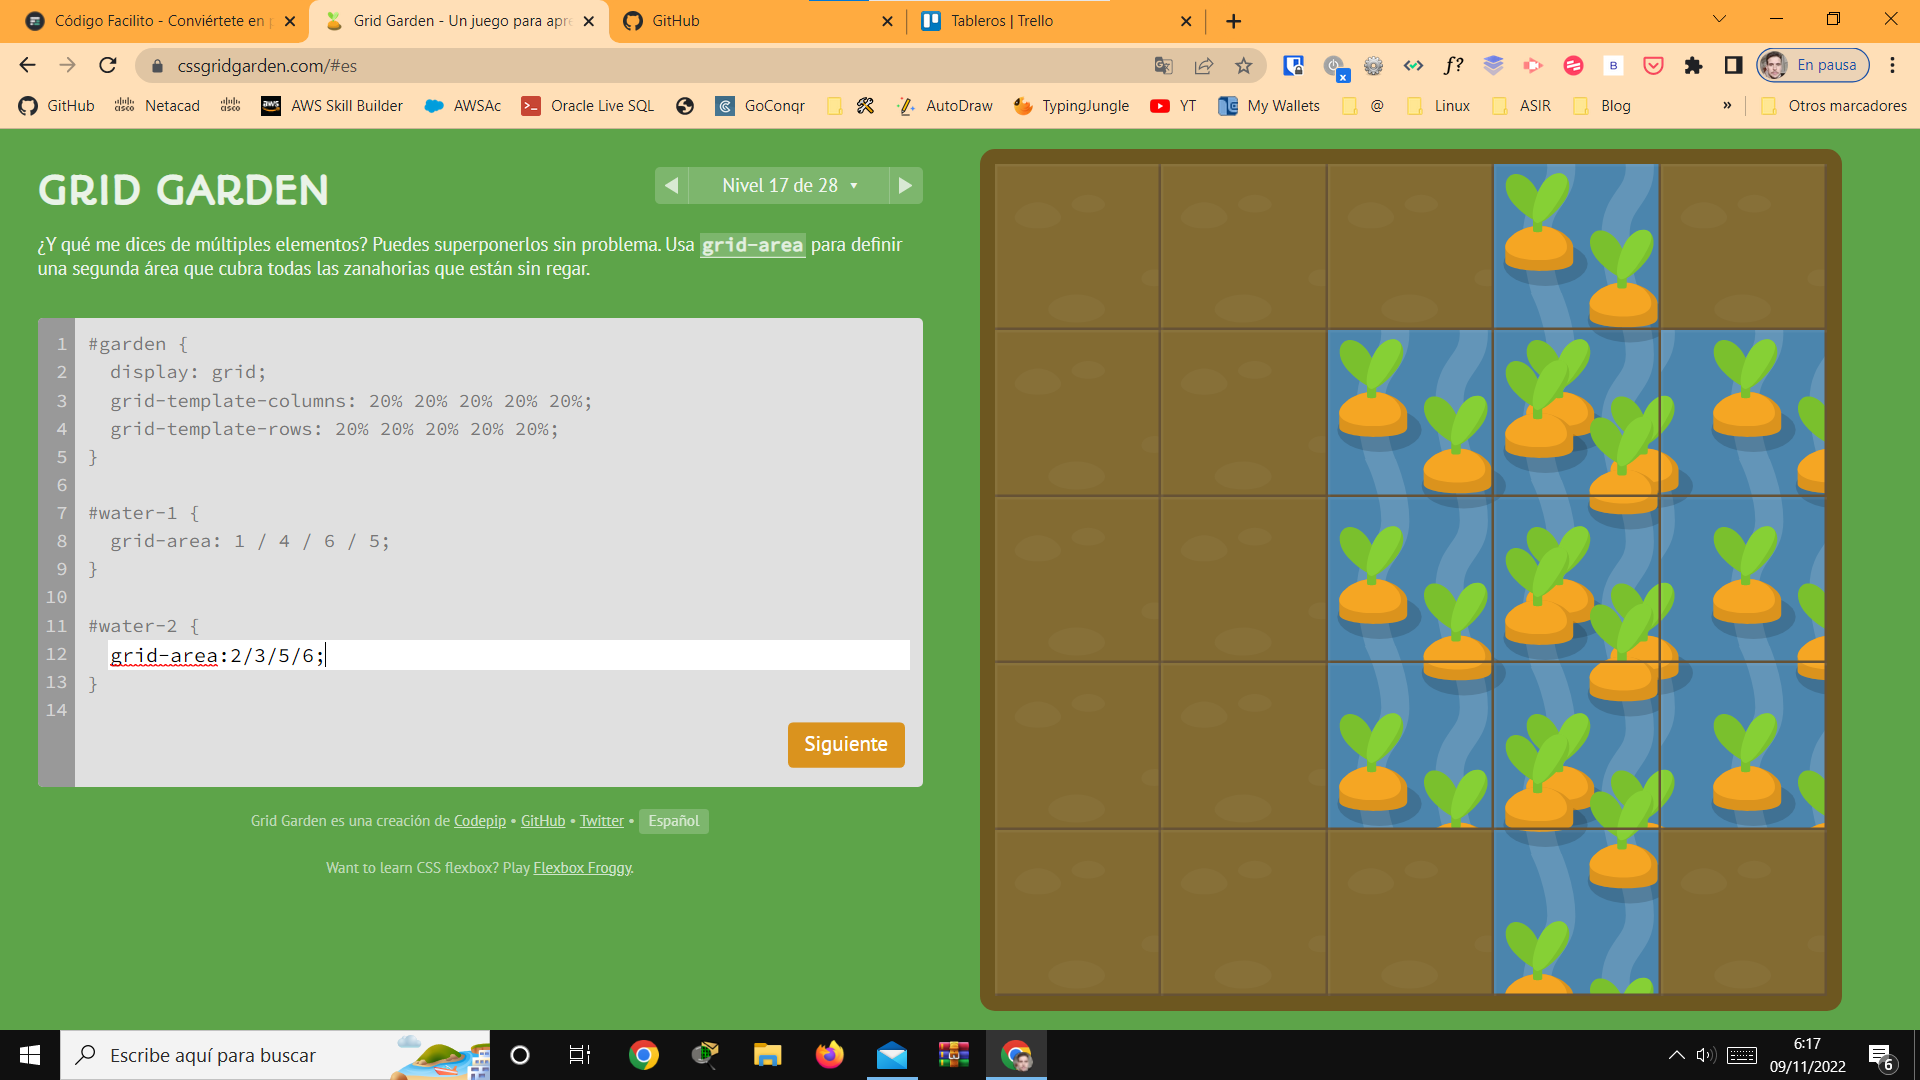 Código Facilito - Conviértete en p
Grid Garden - Un juego para apre
GitHub
Tableros | Trello
cssgridgarden.com/#es
En pausa
GitHub
Netacad
aws
AWS Skill Builder
AWSAc
Oracle Live SQL
GoConqr
AutoDraw
TypingJungle
YT
My Wallets
@
Linux
ASIR
Blog
»
Otros marcadores
GRID GARDEN
Nivel 17 de 28
¿Y qué me dices de múltiples elementos? Puedes superponerlos sin problema. Usa grid-area para definir
una segunda área que cubra todas las zanahorias que están sin regar.
1 #garden {
2 display: grid;
3 grid-template-columns: 20% 20% 20% 20% 20%;
4 grid-template-rows: 20% 20% 20% 20% 20%;
5 }
6
7 #water-1 {
8 grid-area: 1 / 4 / 6 / 5;
9 }
10
11 #water-2 {
12 grid-area:2/3/5/6;
13 }
14
Siguiente
Grid Garden es una creación de Codepip • GitHub • Twitter • Español
Want to learn CSS flexbox? Play Flexbox Froggy.
Escribe aquí para buscar
6:17
09/11/2022
6